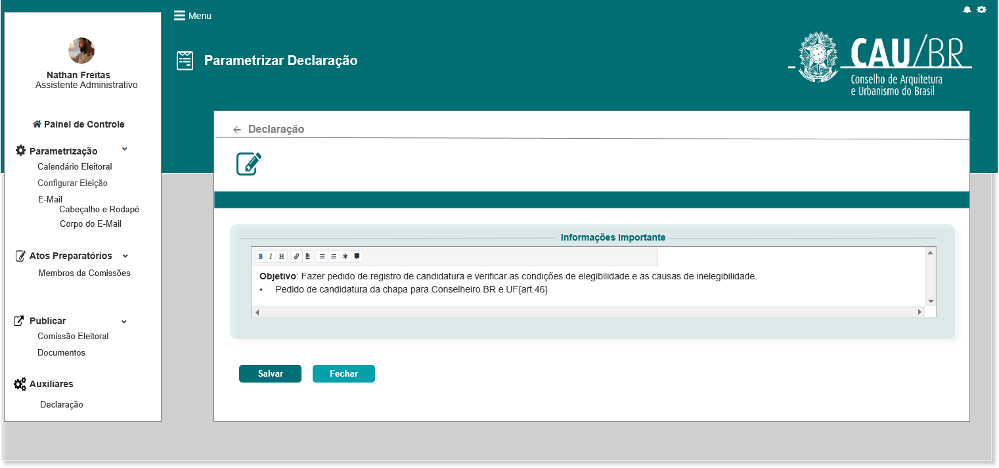 Menu
Parametrizar Declaração
CAU/BR
Conselho de Arquitetura
e Urbanismo do Brasil
Nathan Freitas
Assistente Administrativo
Painel de Controle
Parametrização
Calendário Eleitoral
Configurar Eleição
E-Mail
Cabeçalho e Rodapé
Corpo do E-Mail
Atos Preparatórios
Membros da Comissões
Publicar
Comissão Eleitoral
Documentos
Auxiliares
Declaração
Declaração
Informações Importante
B I H
Objetivo: Fazer pedido de registro de candidatura e verificar as condições de elegibilidade e as causas de inelegibilidade.
• Pedido de candidatura da chapa para Conselheiro BR e UF{art.46}
Salvar Fechar